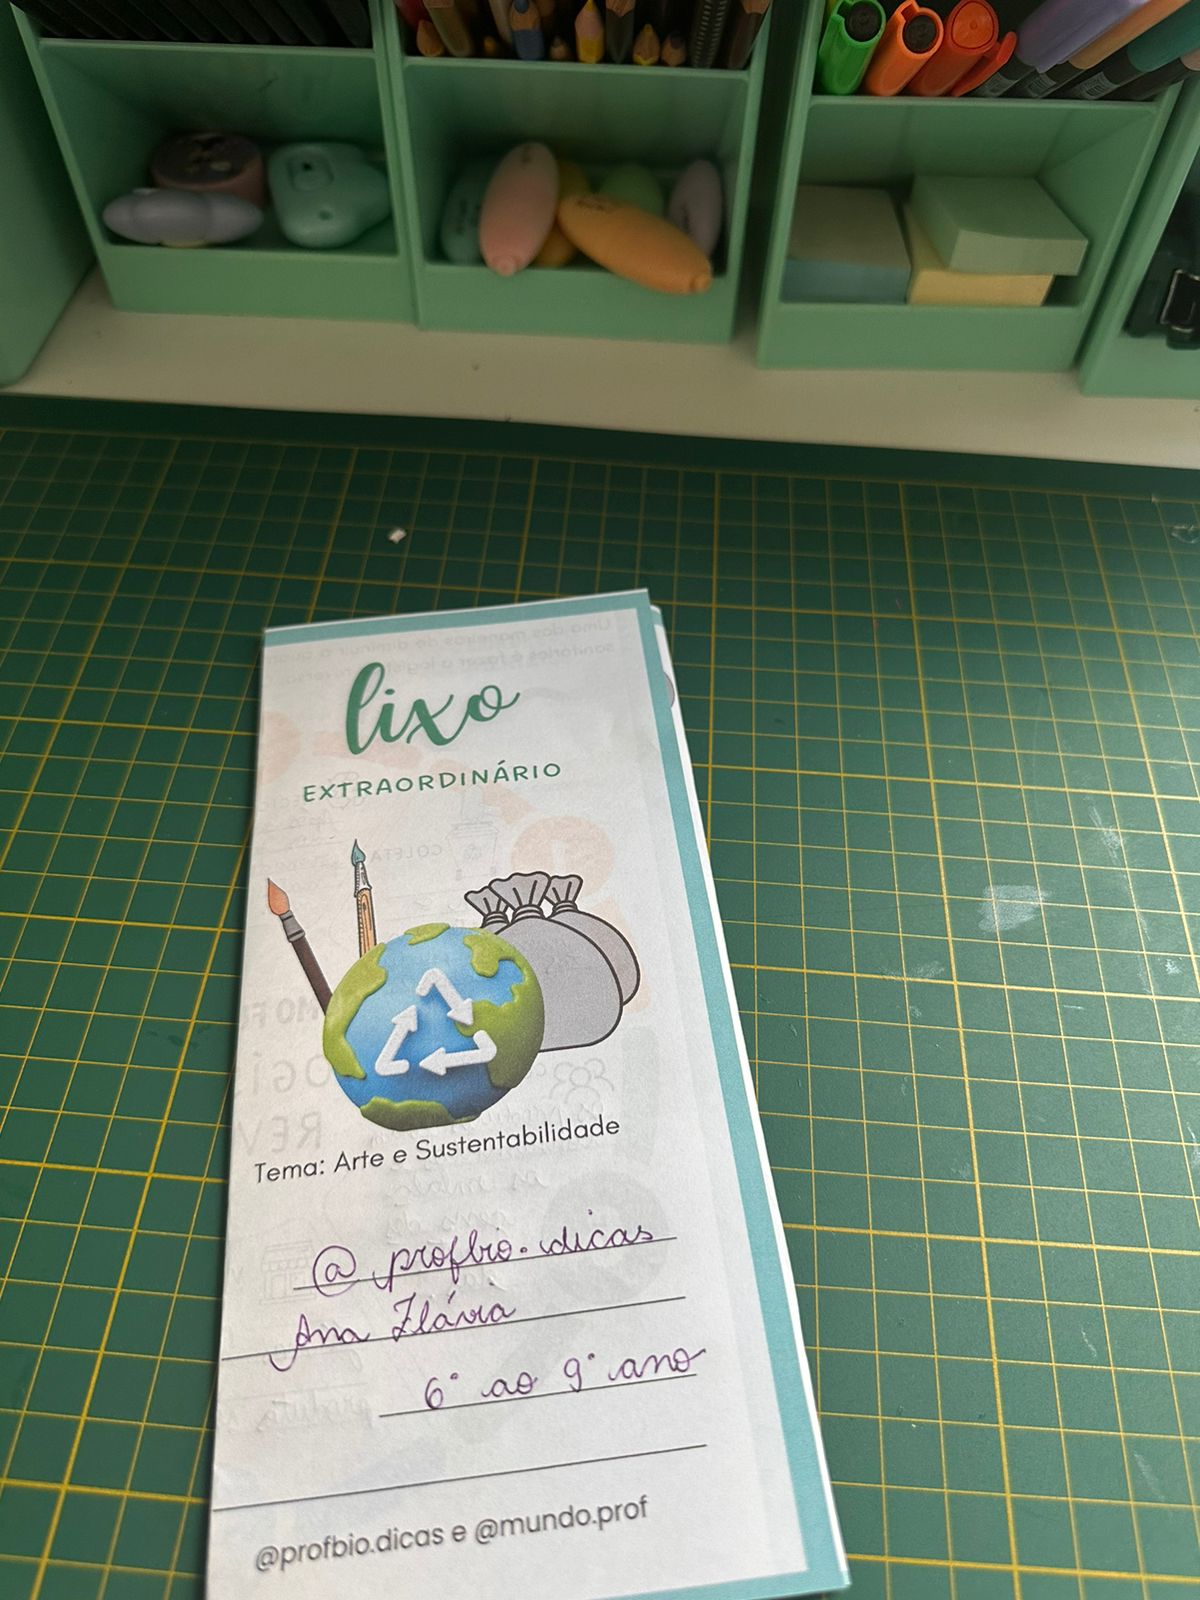 lixo
EXTRAORDINÁRIO
Tema: Arte e Sustentabilidade
@profbio.dicas
Ana Flávia
6° ao 9° ano
@profbio.dicas e @mundo.prof